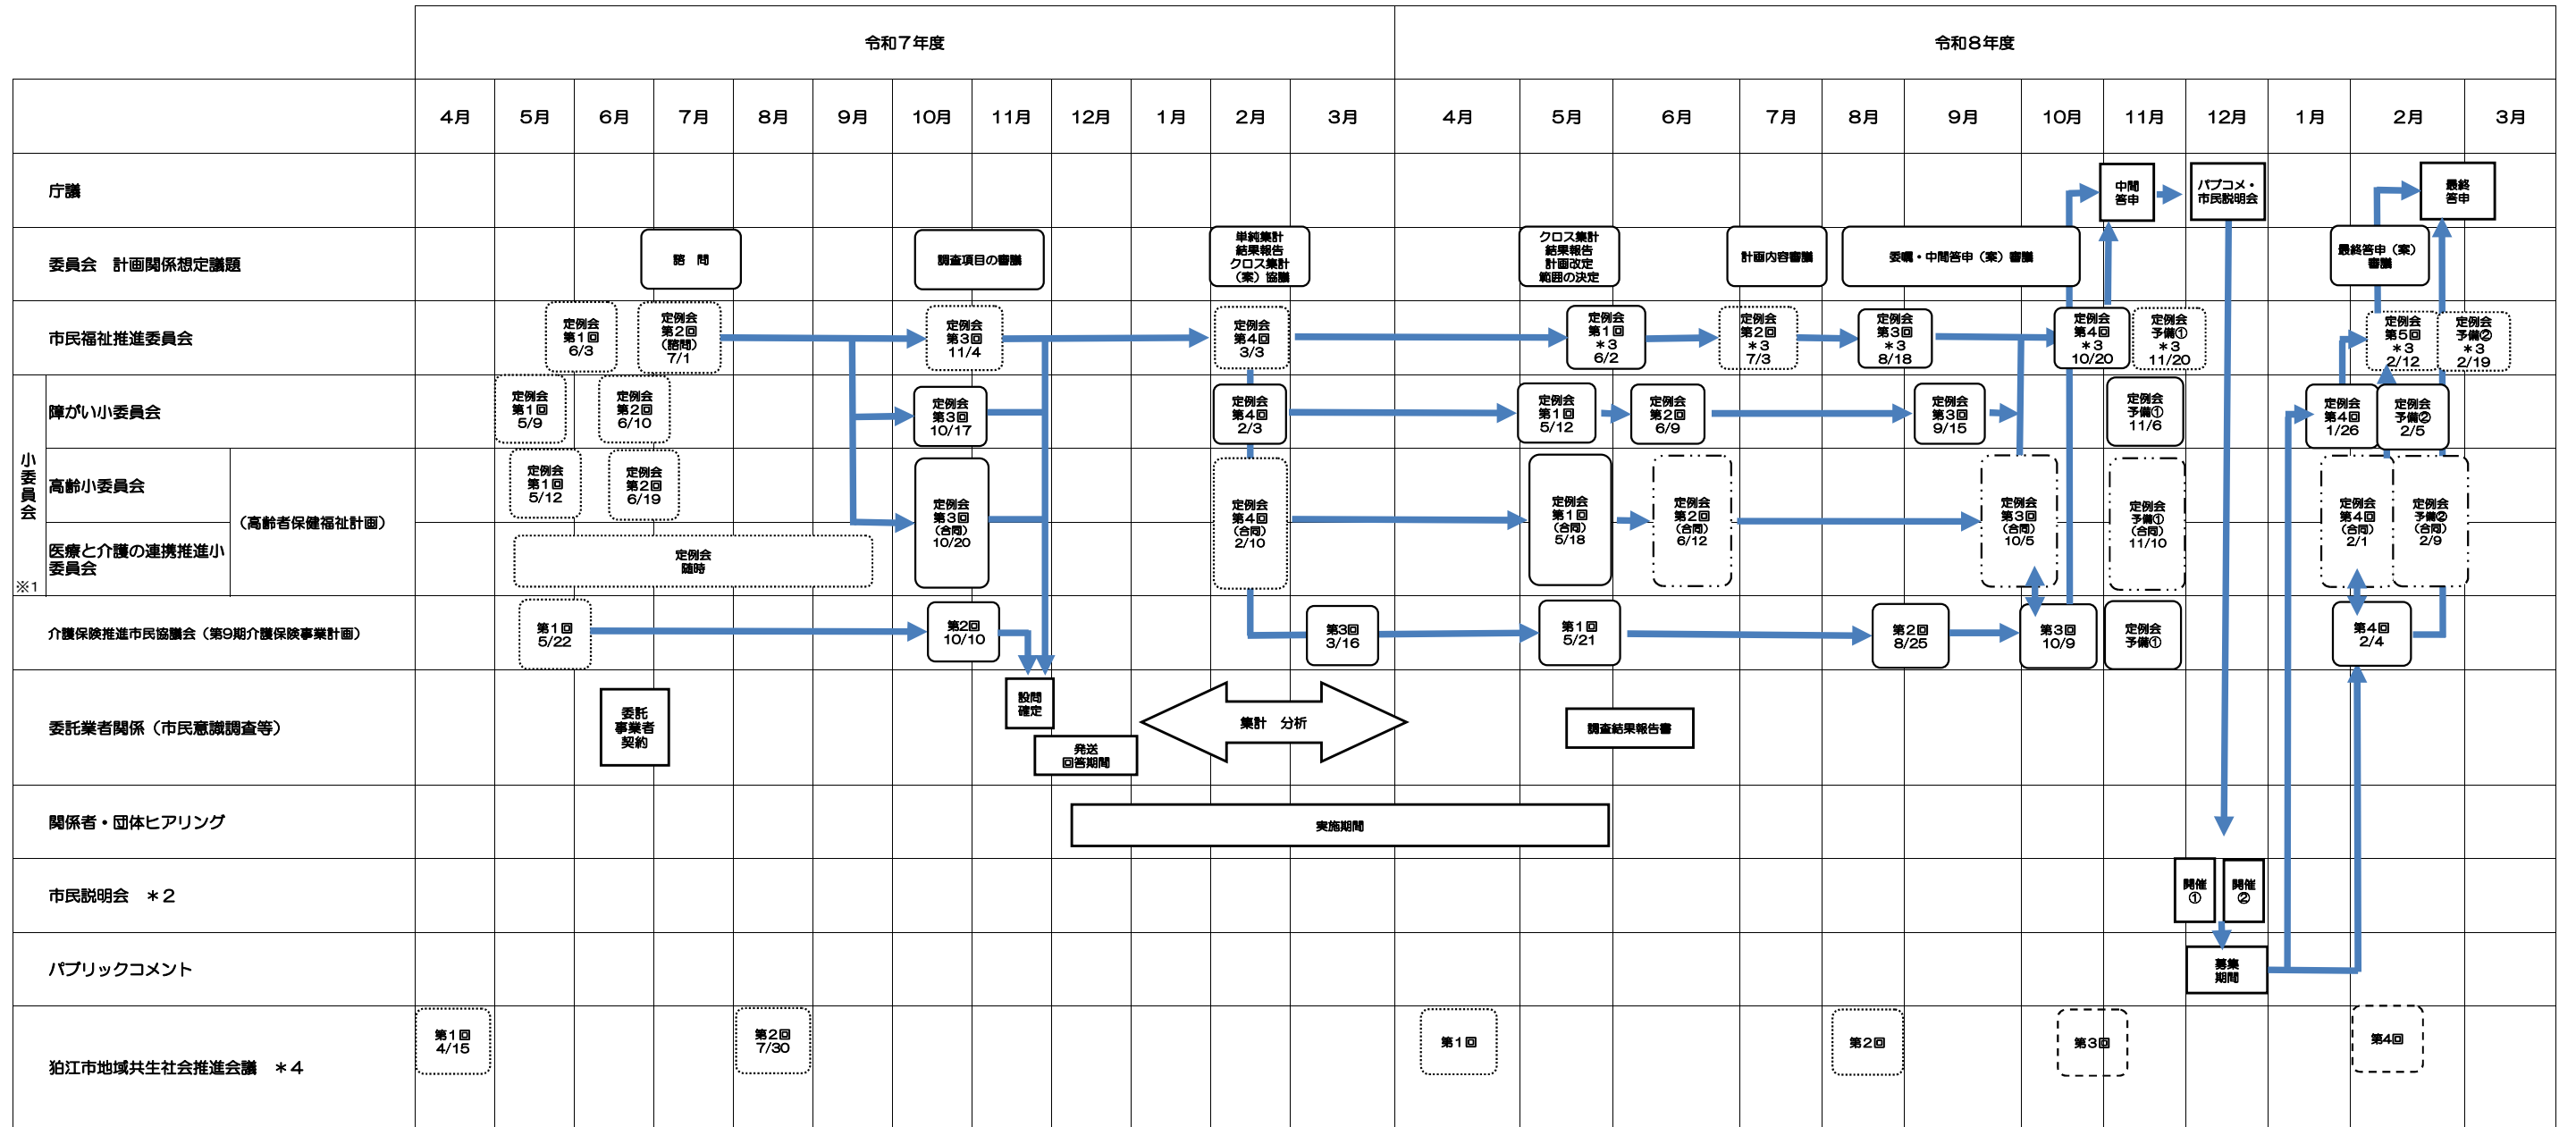 令和7年度
令和8年度
4月
5月
6月
7月
8月
9月
10月
11月
12月
1月
2月
3月
4月
5月
6月
7月
8月
9月
10月
11月
12月
1月
2月
3月
庁議
中間
答申
パブコメ・
市民説明会
最終
答申
委員会　計画関係想定議題
諮　問
調査項目の審議
単純集計
結果報告
クロス集計
（案）協議
クロス集計
結果報告
計画改定
範囲の決定
計画内容審議
委嘱・中間答申（案）審議
最終答申（案）
審議
市民福祉推進委員会
定例会
第1回
6/3
定例会
第2回
（諮問）
7/1
定例会
第3回
11/4
定例会
第4回
3/3
定例会
第1回
＊3
6/2
定例会
第2回
＊3
7/3
定例会
第3回
＊3
8/18
定例会
第4回
＊3
10/20
定例会
予備①
＊3
11/20
定例会
第5回
＊3
2/12
定例会
予備②
＊3
2/19
小委員会
※1
障がい小委員会
定例会
第1回
5/9
定例会
第2回
6/10
定例会
第3回
10/17
定例会
第4回
2/3
定例会
第1回
5/12
定例会
第2回
6/9
定例会
第3回
9/15
定例会
予備①
11/6
定例会
第4回
1/26
定例会
予備②
2/5
高齢小委員会
（高齢者保健福祉計画）
定例会
第1回
5/12
定例会
第2回
6/19
定例会
第3回
（合同）
10/20
定例会
第4回
（合同）
2/10
定例会
第1回
（合同）
5/18
定例会
第2回
（合同）
6/12
定例会
第3回
（合同）
10/5
定例会
予備①
（合同）
11/10
定例会
第4回
（合同）
2/1
定例会
予備②
（合同）
2/9
医療と介護の連携推進小
委員会
定例会
随時
介護保険推進市民協議会（第9期介護保険事業計画）
第1回
5/22
第2回
10/10
第3回
3/16
第1回
5/21
第2回
8/25
第3回
10/9
定例会
予備①
第4回
2/4
委託業者関係（市民意識調査等）
委託
事業者
契約
設問
確定
発送
回答期間
集計　分析
調査結果報告書
関係者・団体ヒアリング
実施期間
市民説明会　＊2
開催
①
開催
②
パブリックコメント
募集
期間
狛江市地域共生社会推進会議　＊4
第1回
4/15
第2回
7/30
第1回
第2回
第3回
第4回